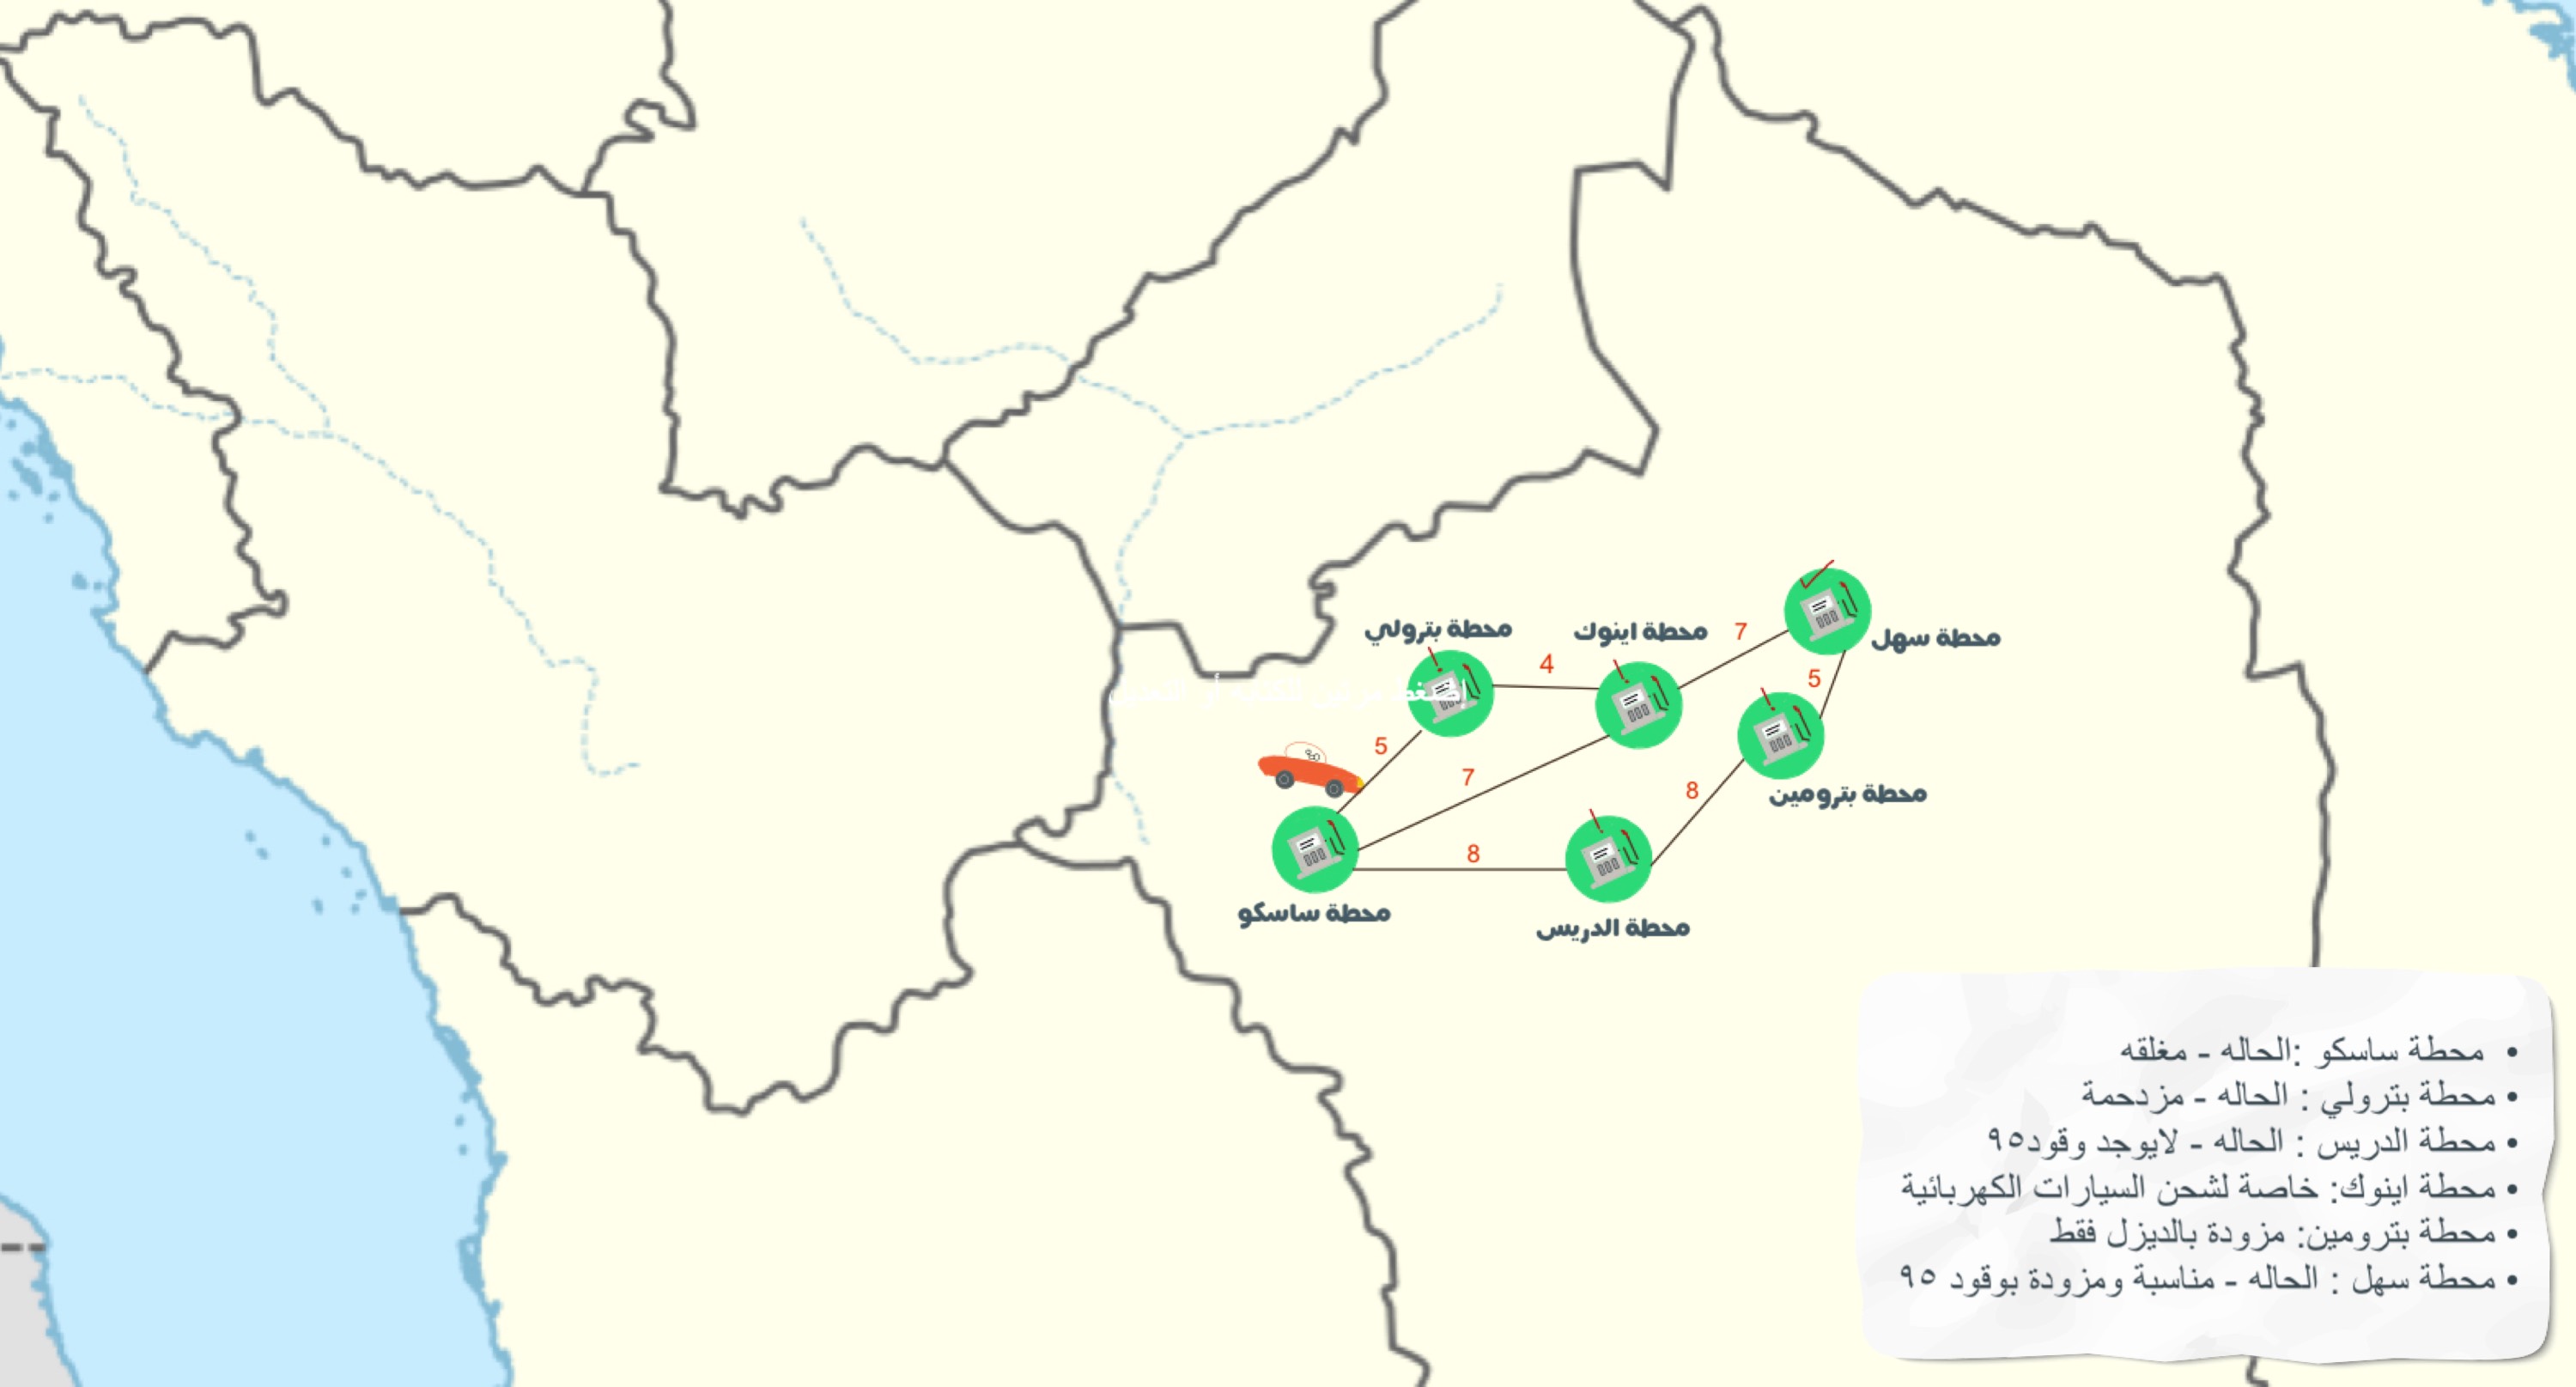 محطة سهل
محطة اينوك
محطة بترولي
7
4
5
5
7
8
محطة بترومين
8
محطة ساسكو
محطة الدريس
• محطة ساسكو :الحاله - مغلقه
• محطة بترولي : الحاله - مزدحمة
• محطة الدريس : الحاله - لايوجد وقود٩٥
• محطة اينوك: خاصة لشحن السيارات الكهربائية
• محطة بترومين: مزودة بالديزل فقط
• محطة سهل : الحاله - مناسبة ومزودة بوقود ٩٥